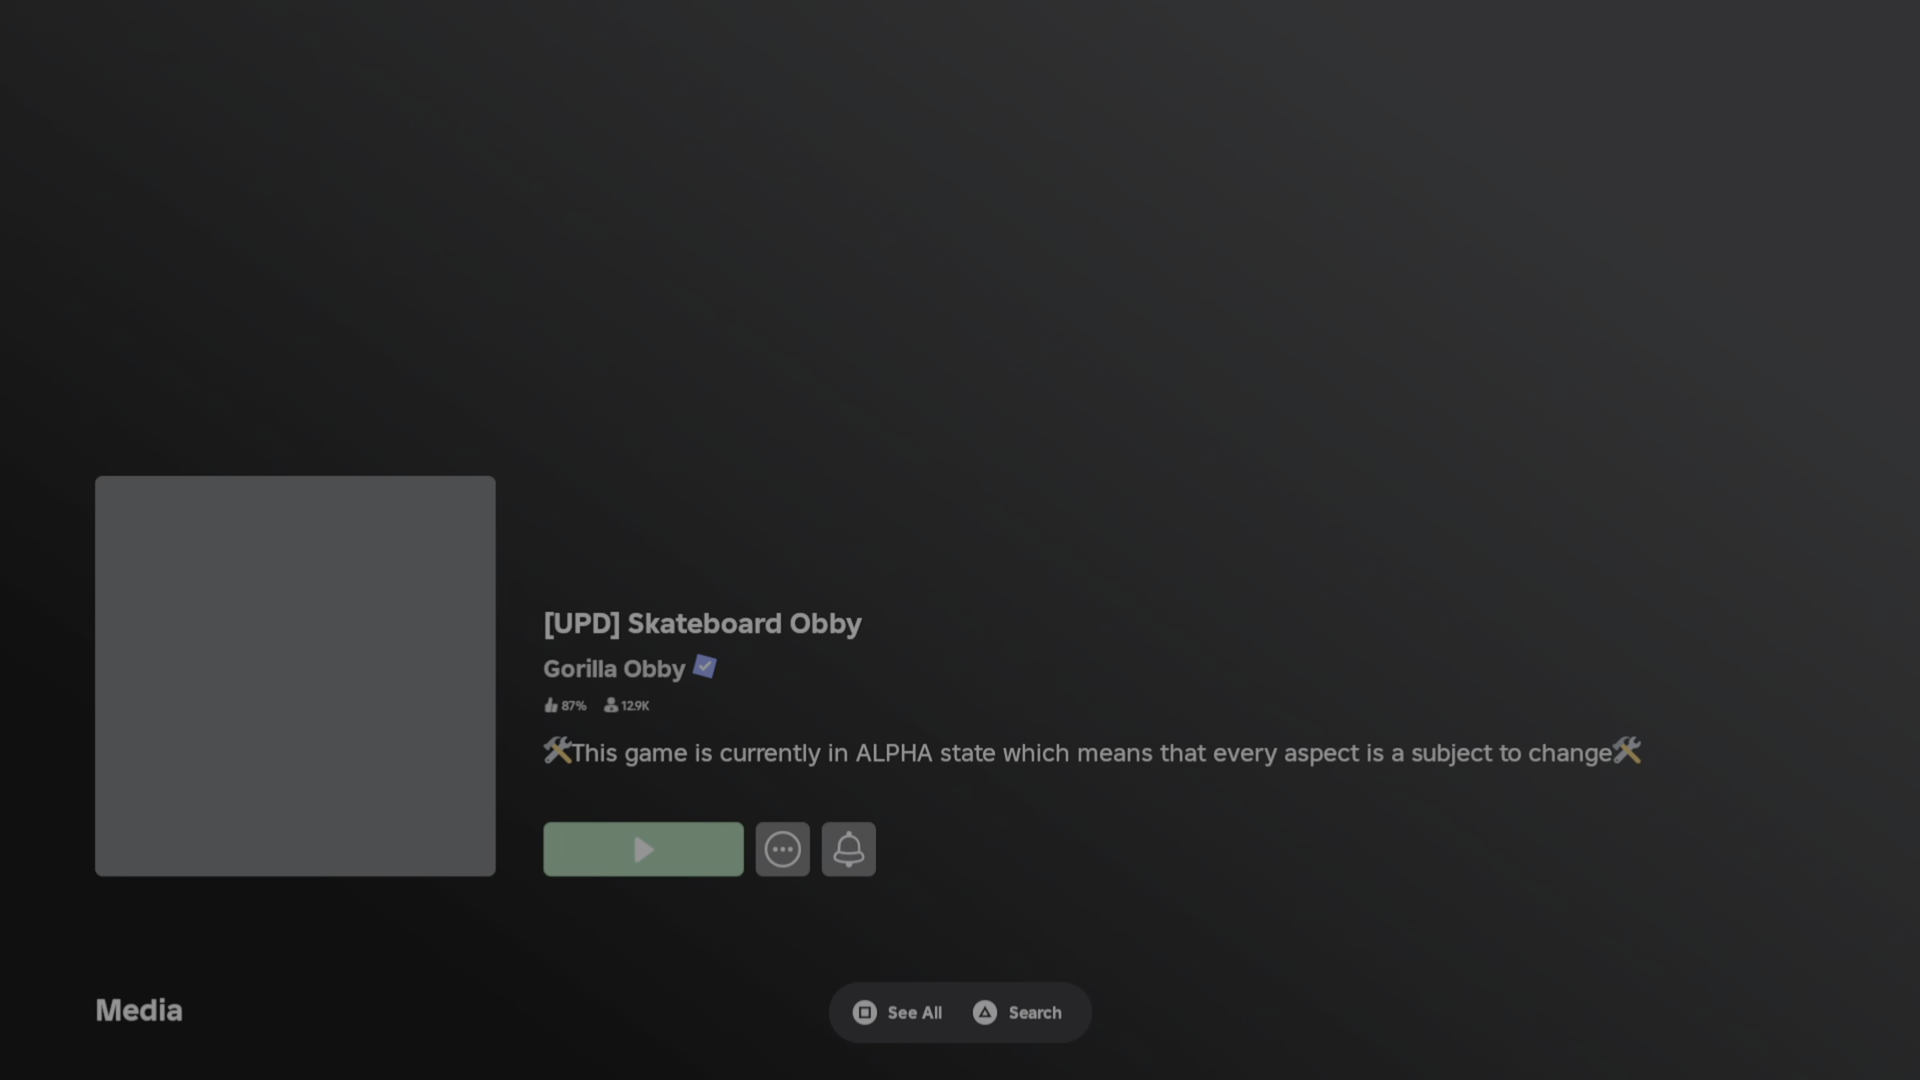 [UPD] Skateboard Obby
Gorilla Obby
87% 12.9K
🛠️This game is currently in ALPHA state which means that every aspect is a subject to change🛠️
Media
See All
Search